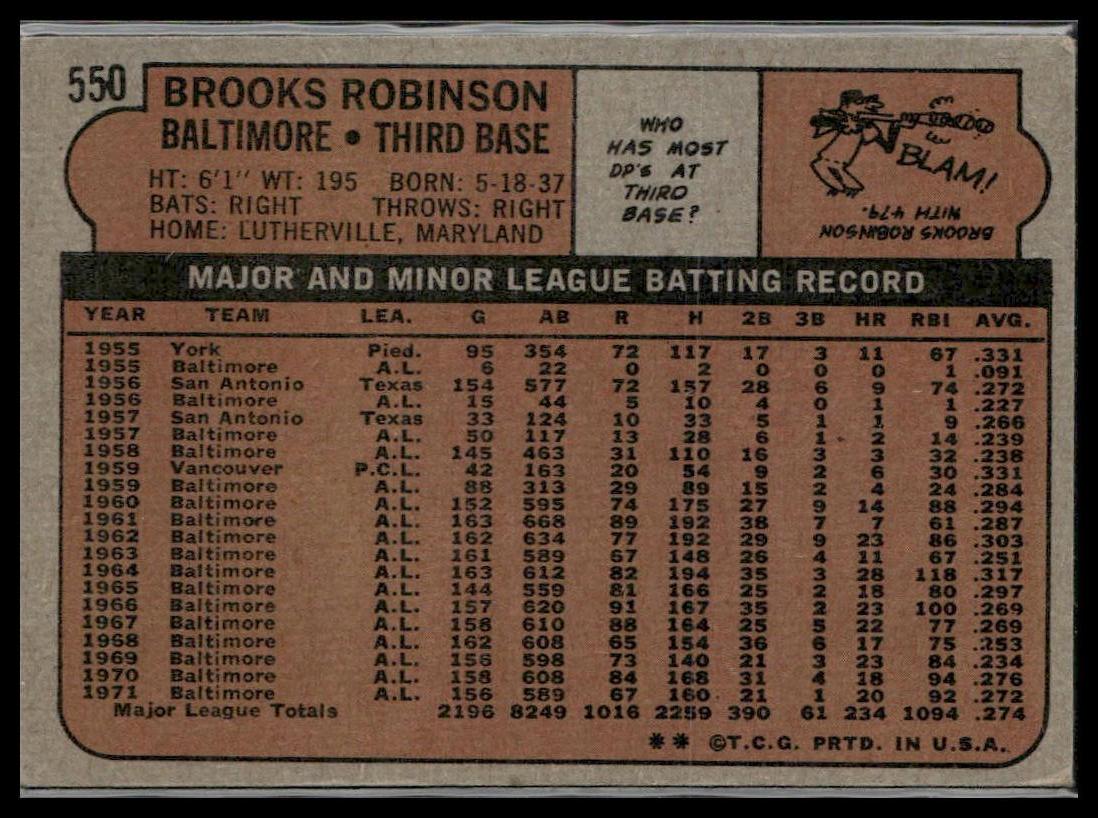 550
BROOKS ROBINSON
BALTIMORE • THIRD BASE
HT: 6'1" WT: 195 BORN: 5-18-37
BATS: RIGHT THROWS: RIGHT
HOME: LUTHERVILLE, MARYLAND
WHO
HAS MOST
DP'S AT
THIRD
BASE?
BLAM!
BROOKS ROBINSON
WITH 479.
MAJOR AND MINOR LEAGUE BATTING RECORD
YEAR TEAM LEA. G AB R H 2B 3B HR RBI AVG.
1955 York Pied. 95 354 72 117 17 3 11 67 .331
1955 Baltimore A.L. 6 22 0 2 0 0 0 1 .091
1956 San Antonio Texas 154 577 72 157 28 6 9 74 .272
1956 Baltimore A.L. 15 44 5 10 4 0 1 1 .227
1957 San Antonio Texas 33 124 10 33 5 1 1 9 .266
1957 Baltimore A.L. 50 117 13 28 6 1 2 14 .239
1958 Baltimore A.L. 145 463 31 110 16 3 3 32 .238
1959 Vancouver P.C.L. 42 163 20 54 9 2 6 30 .331
1959 Baltimore A.L. 88 313 29 89 15 2 4 24 .284
1960 Baltimore A.L. 152 595 74 175 27 9 14 88 .294
1961 Baltimore A.L. 163 668 89 192 38 7 7 61 .287
1962 Baltimore A.L. 162 634 77 192 29 9 23 86 .303
1963 Baltimore A.L. 161 589 67 148 26 4 11 67 .251
1964 Baltimore A.L. 163 612 82 194 35 3 28 118 .317
1965 Baltimore A.L. 144 559 81 166 25 2 18 80 .297
1966 Baltimore A.L. 157 620 91 167 35 2 23 100 .269
1967 Baltimore A.L. 158 610 88 164 25 5 22 77 .269
1968 Baltimore A.L. 162 608 65 154 36 6 17 75 .253
1969 Baltimore A.L. 156 598 73 140 21 3 23 84 .234
1970 Baltimore A.L. 158 608 84 168 31 4 18 94 .276
1971 Baltimore A.L. 156 589 67 160 21 1 20 92 .272
Major League Totals 2196 8249 1016 2259 390 61 234 1094 .274
** ©T.C.G. PRTD. IN U.S.A.